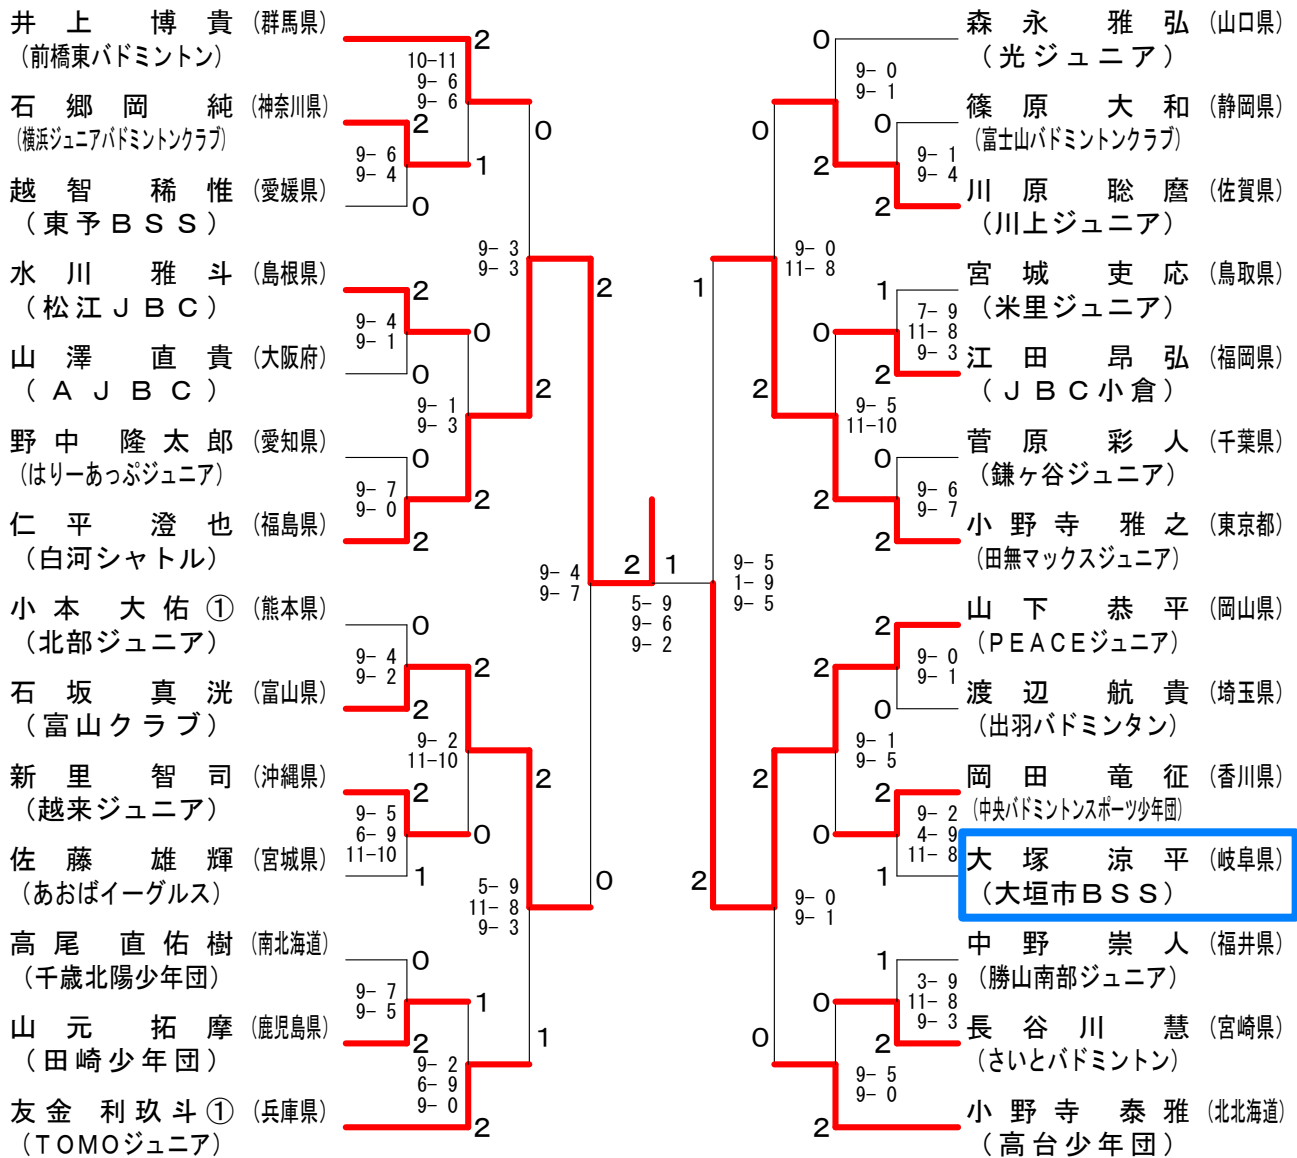 井上 博貴 (群馬県)
(前橋東バドミントン)
石郷岡 純 (神奈川県)
(横浜ジュニアバドミントンクラブ)
越智 稀惟 (愛媛県)
(東予BSS)
水川 雅斗 (島根県)
(松江JBC)
山澤 直貴 (大阪府)
(AJBC)
野中 隆太郎 (愛知県)
(はりーあっぷジュニア)
仁平 澄也 (福島県)
(白河シャトル)
小本 大佑① (熊本県)
(北部ジュニア)
石坂 真洸 (富山県)
(富山クラブ)
新里 智司 (沖縄県)
(越来ジュニア)
佐藤 雄輝 (宮城県)
(あおばイーグルス)
高尾 直佑樹 (南北海道)
(千歳北陽少年団)
山元 拓摩 (鹿児島県)
(田崎少年団)
友金 利玖斗① (兵庫県)
(TOMOジュニア)
2
10-11
9- 6
9- 6
2
9- 6
9- 4
1
0
0
9- 3
9- 3
2
9- 4
9- 1
0
0
9- 1
9- 3
2
0
9- 7
9- 0
2
2
2
9- 4
9- 7
0
9- 4
9- 2
2
2
9- 2
11-10
2
2
9- 5
6- 9
11-10
0
1
5- 9
11- 8
9- 3
0
0
9- 7
9- 5
1
2
9- 2
6- 9
9- 0
1
2
2
1
5- 9
9- 6
9- 2
0
9- 0
9- 1
0
0
9- 1
9- 4
2
2
9- 0
11- 8
1
1
7- 9
11- 8
9- 3
0
2
9- 5
11-10
2
0
9- 6
9- 7
2
2
9- 5
1- 9
9- 5
2
9- 0
9- 1
2
0
9- 1
9- 5
2
2
9- 2
4- 9
11- 8
0
1
2
9- 0
9- 1
1
3- 9
11- 8
9- 3
0
2
0
9- 5
9- 0
2
森永 雅弘 (山口県)
(光ジュニア)
篠原 大和 (静岡県)
(富士山バドミントンクラブ)
川原 聡麿 (佐賀県)
(川上ジュニア)
宮城 吏応 (鳥取県)
(米里ジュニア)
江田 昂弘 (福岡県)
(JBC小倉)
菅原 彩人 (千葉県)
(鎌ヶ谷ジュニア)
小野寺 雅之 (東京都)
(田無マックスジュニア)
山下 恭平 (岡山県)
(PEACEジュニア)
渡辺 航貴 (埼玉県)
(出羽バドミンタン)
岡田 竜征 (香川県)
(中央バドミントンスポーツ少年団)
大塚 涼平 (岐阜県)
(大垣市BSS)
中野 崇人 (福井県)
(勝山南部ジュニア)
長谷川 慧 (宮崎県)
(さいとバドミントン)
小野寺 泰雅 (北北海道)
(高台少年団)